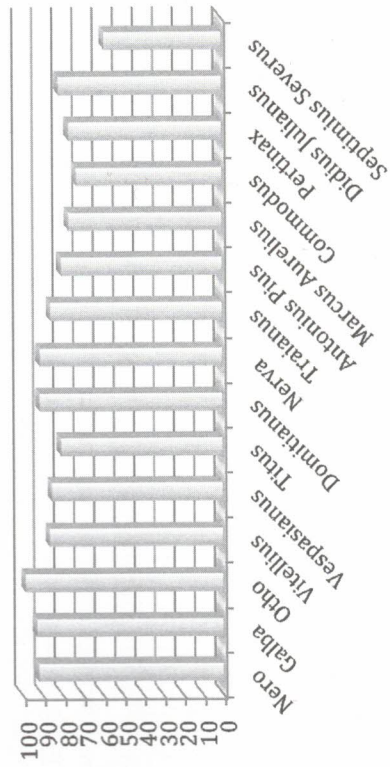 100
90
80
70
60
50
40
30
20
10
0
Nero
Galba
Otho
Vitellius
Vespasianus
Titus
Domitianus
Nerva
Traianus
Antonius Pius
Marcus Aurelius
Commodus
Pertinax
Didius Julianus
Septimius Severus